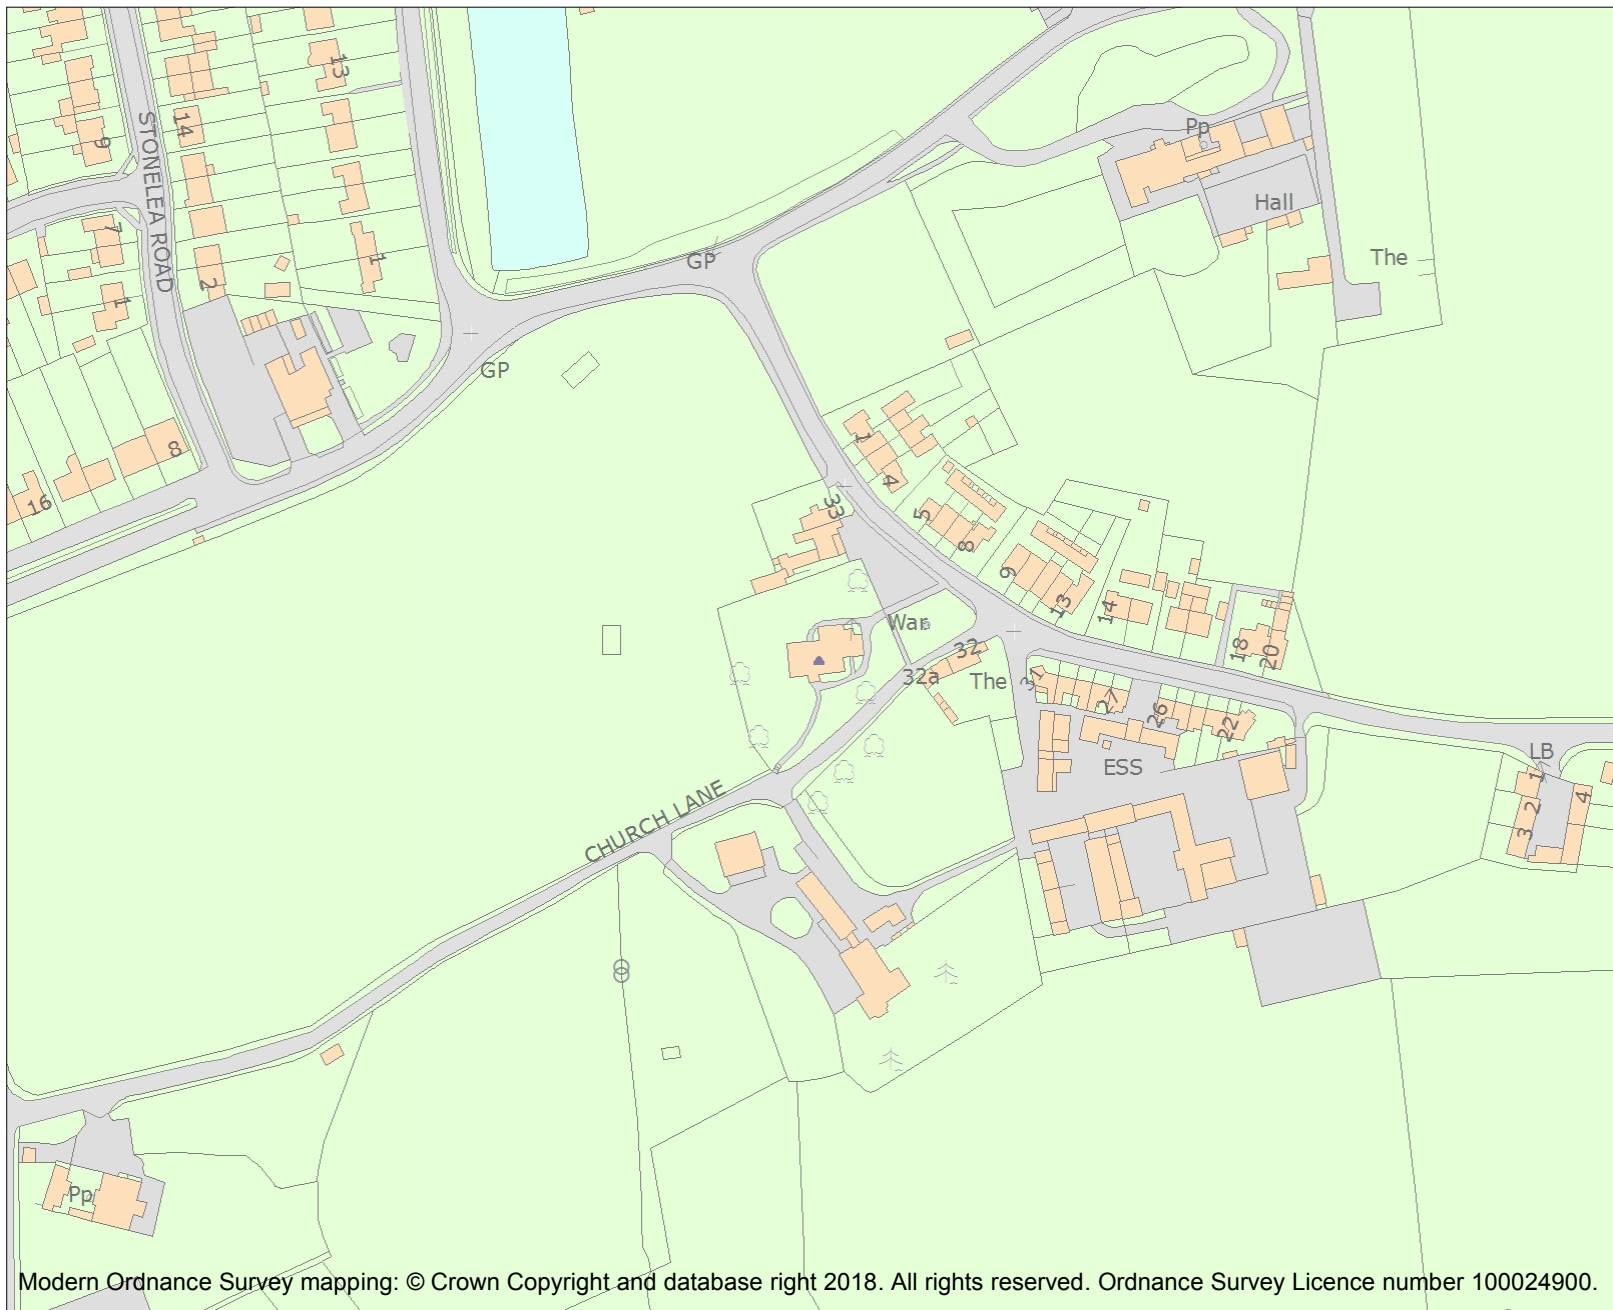 13
14
9
STONELEA ROAD
Pp
Hall
The
7
1
2
1
GP
GP
8
16
1
4
33
5
8
9
13
14
18
20
War
32
32a
The
31
27
26
22
ESS
LB
1
2
3
4
CHURCH LANE
Pp
Modern Ordnance Survey mapping: © Crown Copyright and database right 2018. All rights reserved. Ordnance Survey Licence number 100024900.